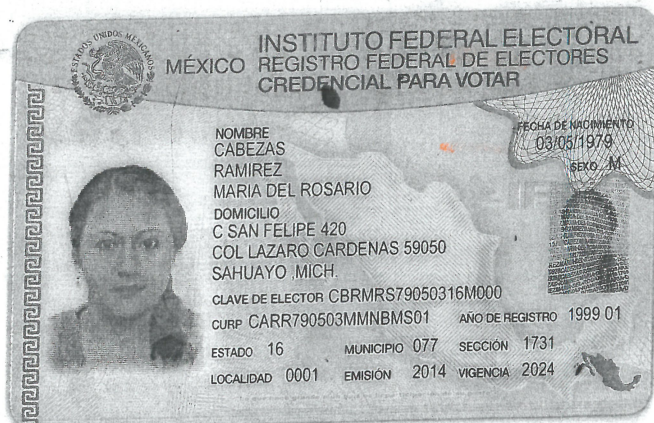 ESTADOS UNIDOS MEXICANOS
MÉXICO
INSTITUTO FEDERAL ELECTORAL
REGISTRO FEDERAL DE ELECTORES
CREDENCIAL PARA VOTAR
NOMBRE
CABEZAS
RAMIREZ
MARIA DEL ROSARIO
FECHA DE NACIMIENTO
03/05/1979
SEXO M
DOMICILIO
C SAN FELIPE 420
COL LAZARO CARDENAS 59050
SAHUAYO ,MICH.
CLAVE DE ELECTOR CBRMRS79050316M000
CURP CARR790503MMNBMS01 AÑO DE REGISTRO 1999 01
ESTADO 16 MUNICIPIO 077 SECCIÓN 1731
LOCALIDAD 0001 EMISIÓN 2014 VIGENCIA 2024